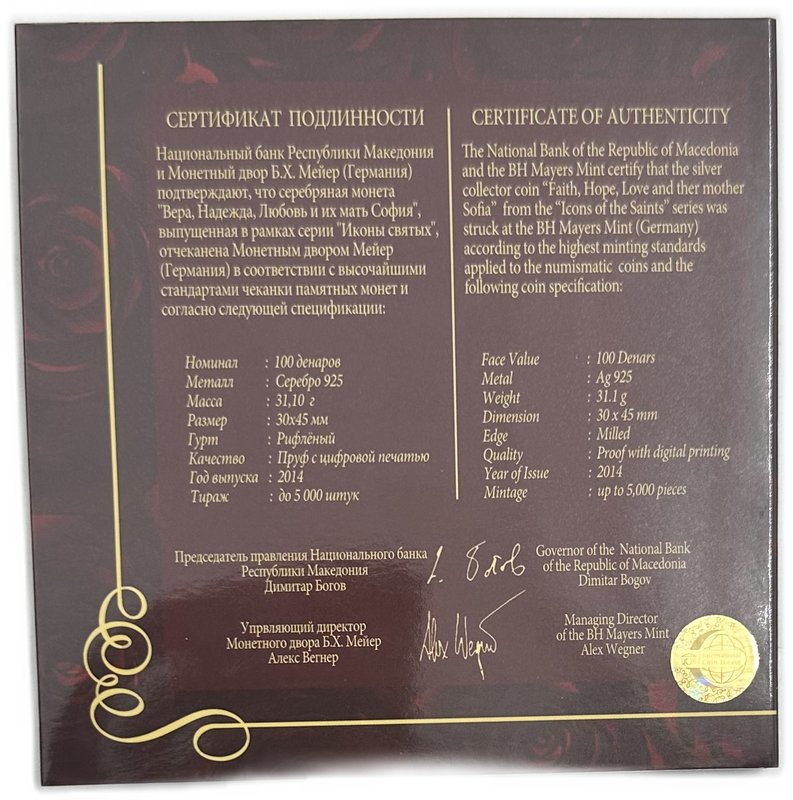 СЕРТИФИКАТ ПОДЛИННОСТИ
Национальный банк Республики Македония
и Монетный двор Б.Х. Мейер (Германия)
подтверждают, что серебряная монета
"Вера, Надежда, Любовь и их мать София",
выпущенная в рамках серии "Иконы святых",
отчеканена Монетным двором Мейер
(Германия) в соответствии с высочайшими
стандартами чеканки памятных монет и
согласно следующей спецификации:
Номинал : 100 денаров
Металл : Серебро 925
Масса : 31,10 г
Размер : 30х45 мм
Гурт : Рифлёный
Качество : Пруф с цифровой печатью
Год выпуска : 2014
Тираж : до 5 000 штук
Председатель правления Национального банка
Республики Македония
Димитар Богов
Упрвляющий директор
Монетного двора Б.Х. Мейер
Алекс Вегнер
CERTIFICATE OF AUTHENTICITY
The National Bank of the Republic of Macedonia
and the BH Mayers Mint certify that the silver
collector coin “Faith, Hope, Love and ther mother
Sofia” from the “Icons of the Saints” series was
struck at the BH Mayers Mint (Germany)
according to the highest minting standards
applied to the numismatic coins and the
following coin specification:
Face Value : 100 Denars
Metal : Ag 925
Weight : 31.1 g
Dimension : 30 x 45 mm
Edge : Milled
Quality : Proof with digital printing
Year of Issue : 2014
Mintage : up to 5,000 pieces
Governor of the National Bank
of the Republic of Macedonia
Dimitar Bogov
Alex Wegner
Managing Director
of the BH Mayers Mint
Alex Wegner
International
Coin House